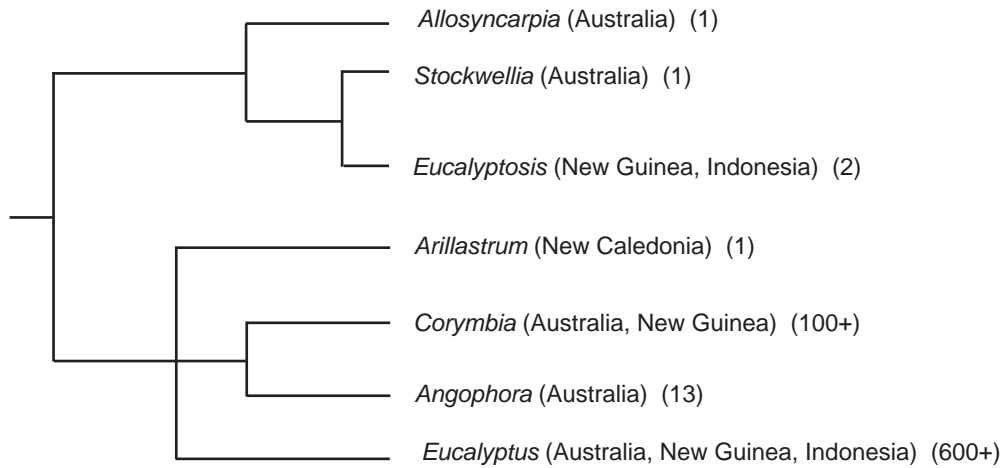 Allosyncarpia (Australia) (1)
Stockwellia (Australia) (1)
Eucalyptosis (New Guinea, Indonesia) (2)
Arillastrum (New Caledonia) (1)
Corymbia (Australia, New Guinea) (100+)
Angophora (Australia) (13)
Eucalyptus (Australia, New Guinea, Indonesia) (600+)